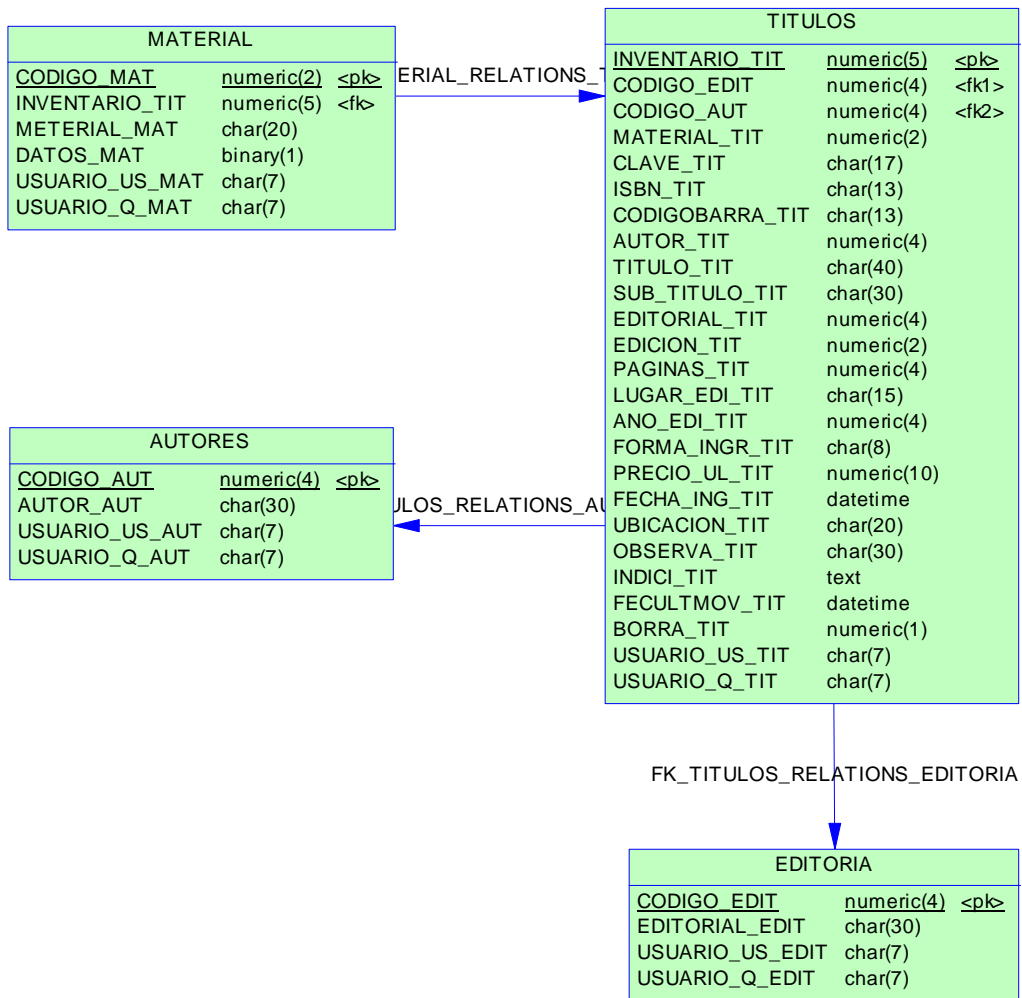 MATERIAL
CODIGO_MAT numeric(2) <pk>
INVENTARIO_TIT numeric(5) <fk>
METERIAL_MAT char(20)
DATOS_MAT binary(1)
USUARIO_US_MAT char(7)
USUARIO_Q_MAT char(7)
ERIAL_RELATIONS_T
TITULOS
INVENTARIO_TIT numeric(5) <pk>
CODIGO_EDIT numeric(4) <fk1>
CODIGO_AUT numeric(4) <fk2>
MATERIAL_TIT numeric(2)
CLAVE_TIT char(17)
ISBN_TIT char(13)
CODIGOBARRA_TIT char(13)
AUTOR_TIT numeric(4)
TITULO_TIT char(40)
SUB_TITULO_TIT char(30)
EDITORIAL_TIT numeric(4)
EDICION_TIT numeric(2)
PAGINAS_TIT numeric(4)
LUGAR_EDI_TIT char(15)
ANO_EDI_TIT numeric(4)
FORMA_INGR_TIT char(8)
PRECIO_UL_TIT numeric(10)
FECHA_ING_TIT datetime
UBICACION_TIT char(20)
OBSERVA_TIT char(30)
INDICI_TIT text
FECULTMOV_TIT datetime
BORRA_TIT numeric(1)
USUARIO_US_TIT char(7)
USUARIO_Q_TIT char(7)
AUTORES
CODIGO_AUT numeric(4) <pk>
AUTOR_AUT char(30)
USUARIO_US_AUT char(7)
USUARIO_Q_AUT char(7)
ULOS_RELATIONS_AU
FK_TITULOS_RELATIONS_EDITORIA
EDITORIA
CODIGO_EDIT numeric(4) <pk>
EDITORIAL_EDIT char(30)
USUARIO_US_EDIT char(7)
USUARIO_Q_EDIT char(7)